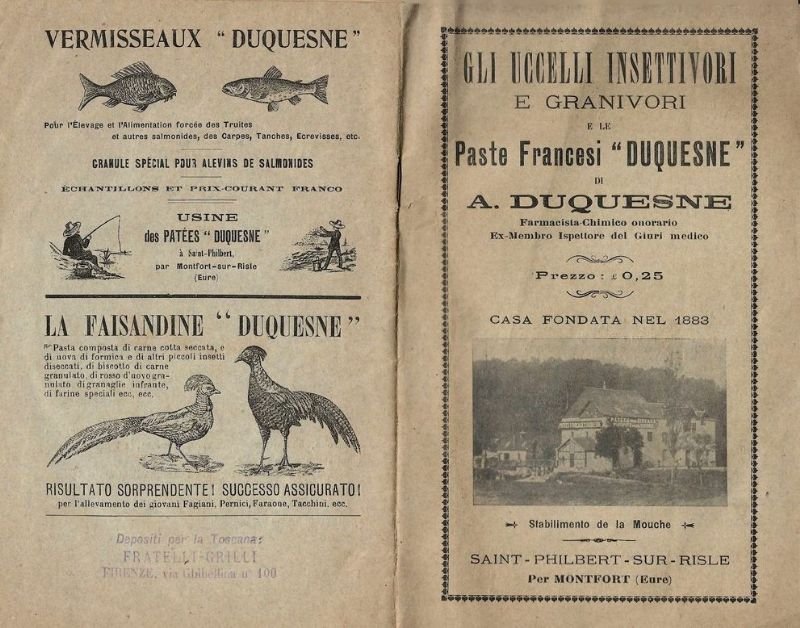 VERMISSEAUX "DUQUESNE"
Pour l'Élevage et l'Alimentation forcée des Truites
et autres salmonides, des Carpes, Tanches, Ecrevisses, etc.
GRANULE SPÉCIAL POUR ALEVINS DE SALMONIDES
ÉCHANTILLONS ET PRIX-COURANT FRANCO
USINE
des PATÉES "DUQUESNE"
à Saint-Philbert,
par Montfort-sur-Risle
(Eure)
LA FAISANDINE "DUQUESNE"
Pasta composta di carne cotta seccata, e
di uova di formica e di altri piccoli insetti
diseccati, di biscotto di carne
granulato, di rosso d'uovo gra-
nulato di granaglie infrante,
di farine speciali ecc, ecc.
RISULTATO SORPRENDENTE! SUCCESSO ASSICURATO!
per l'allevamento dei giovani Fagiani, Pernici, Faraone, Tacchini, ecc.
Depositi per la Toscana:
FRATELLI-GRILLI
FIRENZE, via Ghibellina n° 100
GLI UCCELLI INSETTIVORI
E GRANIVORI
E LE
Paste Francesi "DUQUESNE"
DI
A. DUQUESNE
Farmacista-Chimico onorario
Ex-Membro Ispettore del Giuri medico
Prezzo: £ 0,25
CASA FONDATA NEL 1883
Stabilimento de la Mouche
SAINT-PHILBERT-SUR-RISLE
Per MONTFORT (Eure)